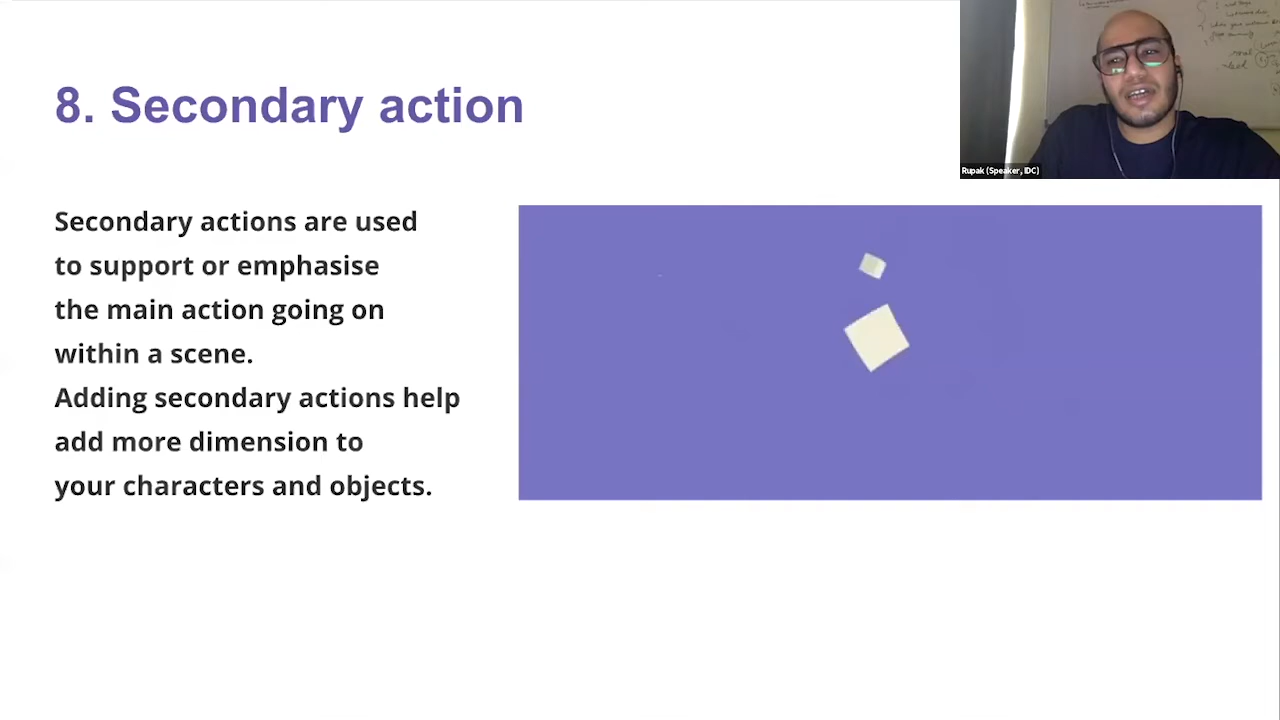 8. Secondary action
Secondary actions are used
to support or emphasise
the main action going on
within a scene.
Adding secondary actions help
add more dimension to
your characters and objects.
Rupak (Speaker, IDC)